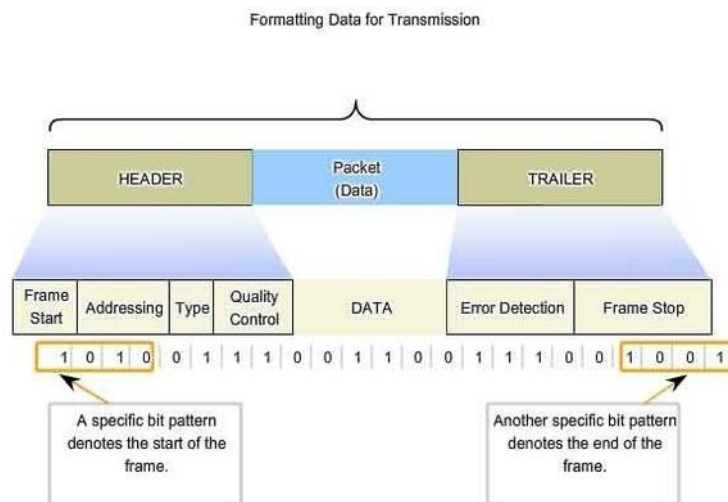 Formatting Data for Transmission
HEADER
Packet
(Data)
TRAILER
Frame
Start
Addressing
Type
Quality
Control
DATA
Error Detection
Frame Stop
1 0 1 0 0 1 1 1 0 0 1 1 0 0 1 1 1 0 0 1 0 0 1
A specific bit pattern
denotes the start of the
frame.
Another specific bit pattern
denotes the end of the
frame.